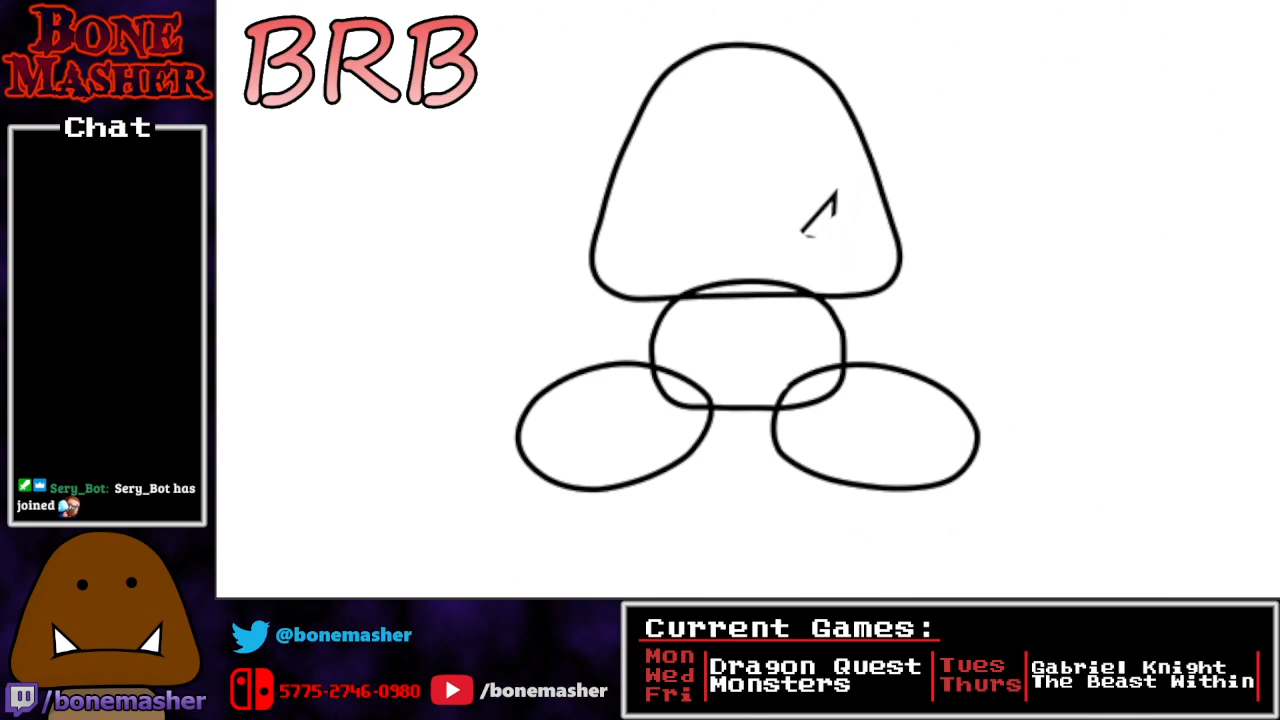 BONE
MASHER
BRB
Chat
Sery_Bot: Sery_Bot has
joined
/bonemasher
@bonemasher
5775-2746-0980
/bonemasher
Current Games:
Mon
Wed
Fri
Dragon Quest
Monsters
Tues
Thurs
Gabriel Knight
The Beast Within